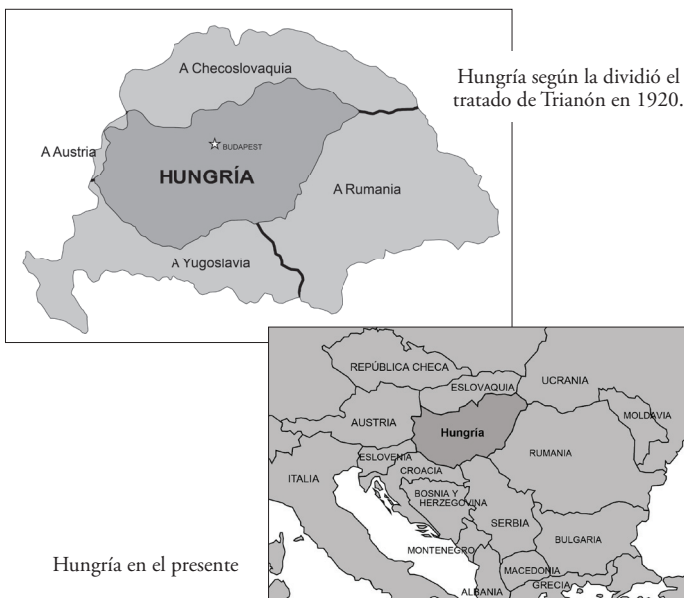 Hungría según la dividió el
tratado de Trianón en 1920.
A Checoslovaquia
A Austria
BUDAPEST
HUNGRÍA
A Rumania
A Yugoslavia
REPÚBLICA CHECA
ESLOVAQUIA
UCRANIA
AUSTRIA
MOLDAVIA
Hungría
RUMANIA
ESLOVENIA
CROACIA
ITALIA
BOSNIA Y
HERZEGOVINA
SERBIA
BULGARIA
MONTENEGRO
MACEDONIA
GRECIA
ALBANIA
Hungría en el presente